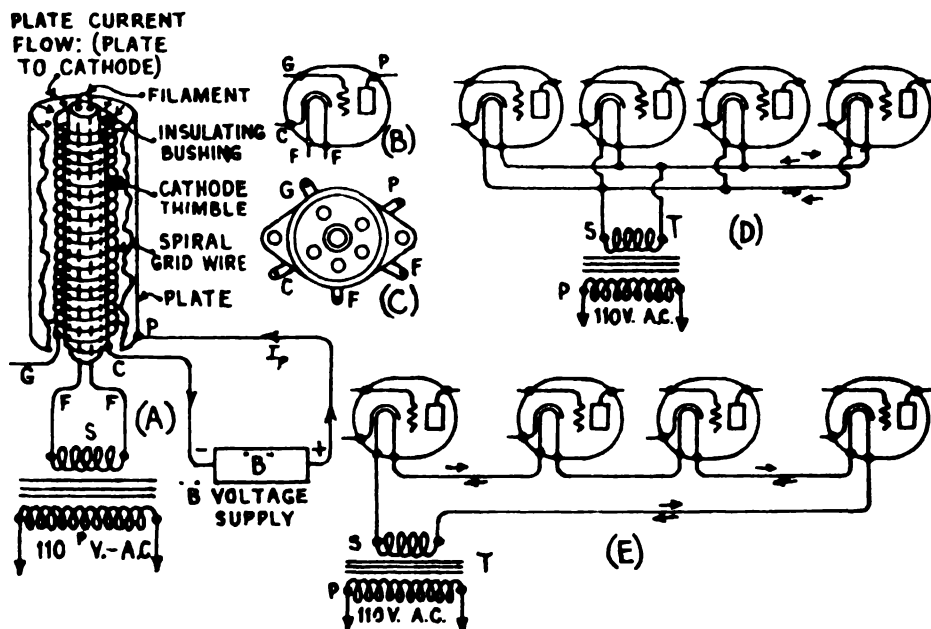 PLATE CURRENT
FLOW: (PLATE
TO CATHODE)
FILAMENT
INSULATING
BUSHING
CATHODE
THIMBLE
SPIRAL
GRID WIRE
PLATE
P
G
C
F F
S
(A)
P
110 V.-A.C.
I P
- "B" +
"B" VOLTAGE
SUPPLY
G P
C
F F
(B)
G P
C F
F
(C)
S T
P
110V. A.C.
(D)
S T
P
110V. A.C.
(E)